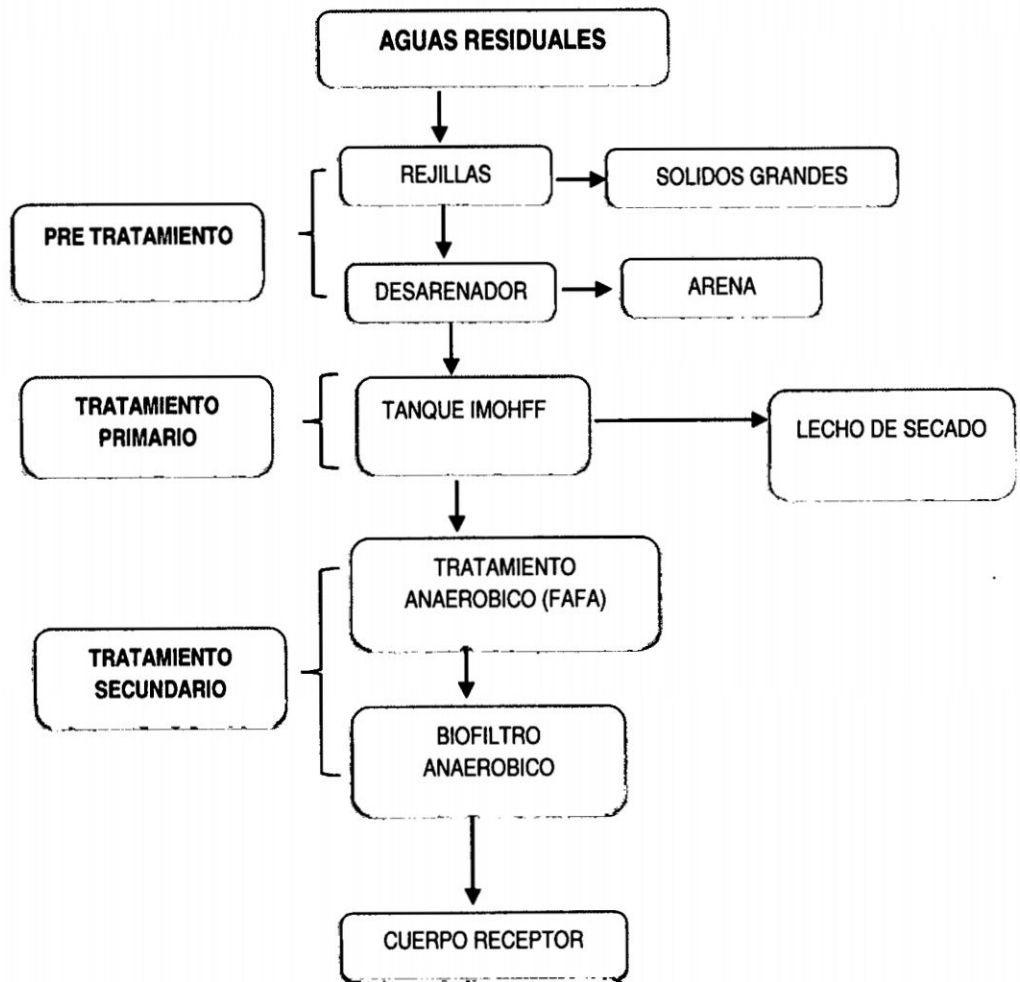 AGUAS RESIDUALES
REJILLAS
SOLIDOS GRANDES
PRE TRATAMIENTO
DESARENADOR
ARENA
TRATAMIENTO
PRIMARIO
TANQUE IMOHFF
LECHO DE SECADO
TRATAMIENTO
ANAEROBICO (FAFA)
TRATAMIENTO
SECUNDARIO
BIOFILTRO
ANAEROBICO
CUERPO RECEPTOR